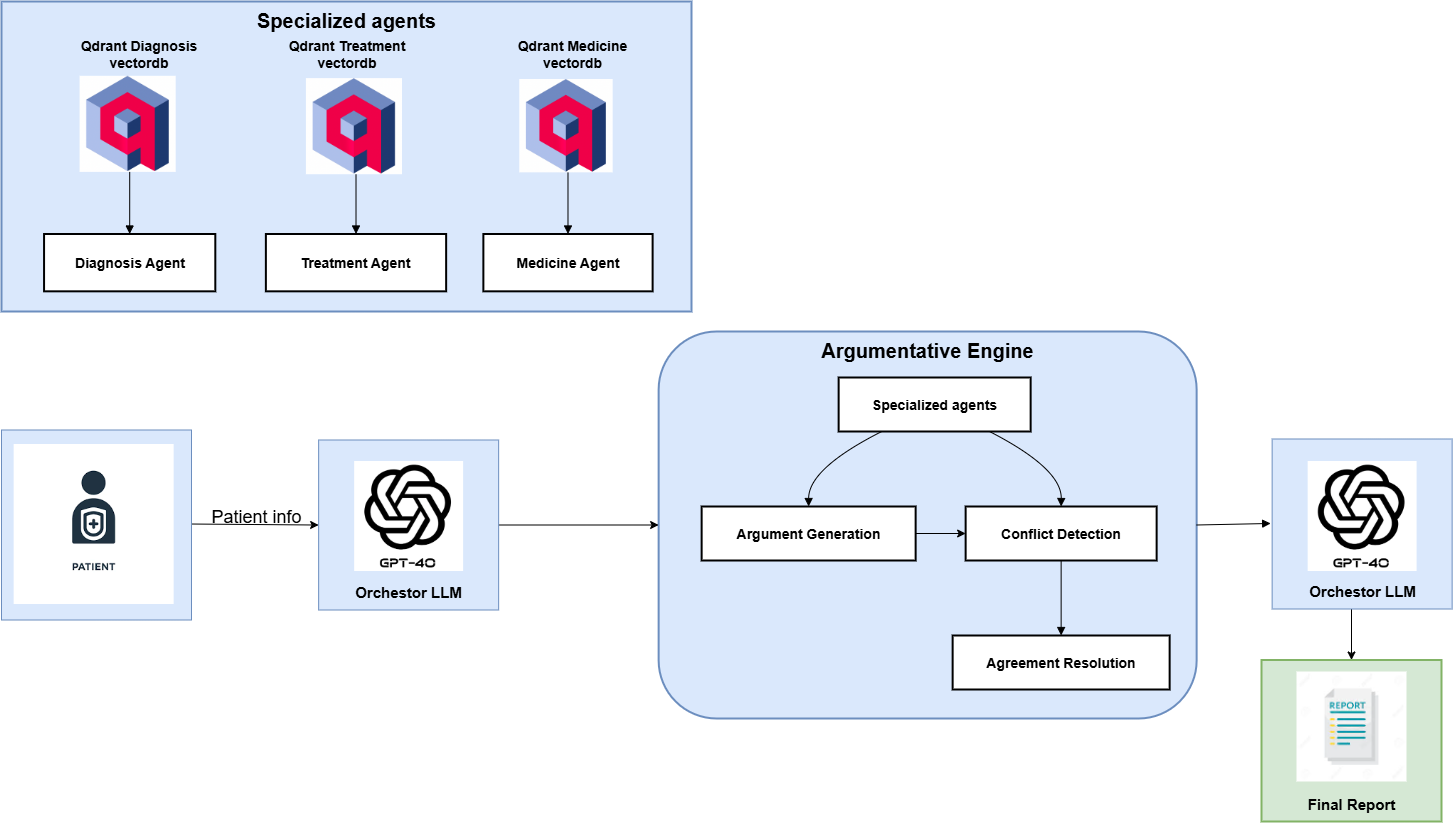 Specialized agents
Qdrant Diagnosis
vectordb
Qdrant Treatment
vectordb
Qdrant Medicine
vectordb
Diagnosis Agent
Treatment Agent
Medicine Agent
Argumentative Engine
Specialized agents
Argument Generation
Conflict Detection
Agreement Resolution
PATIENT
Patient info
GPT-4O
Orchestor LLM
GPT-4O
Orchestor LLM
REPORT
Final Report